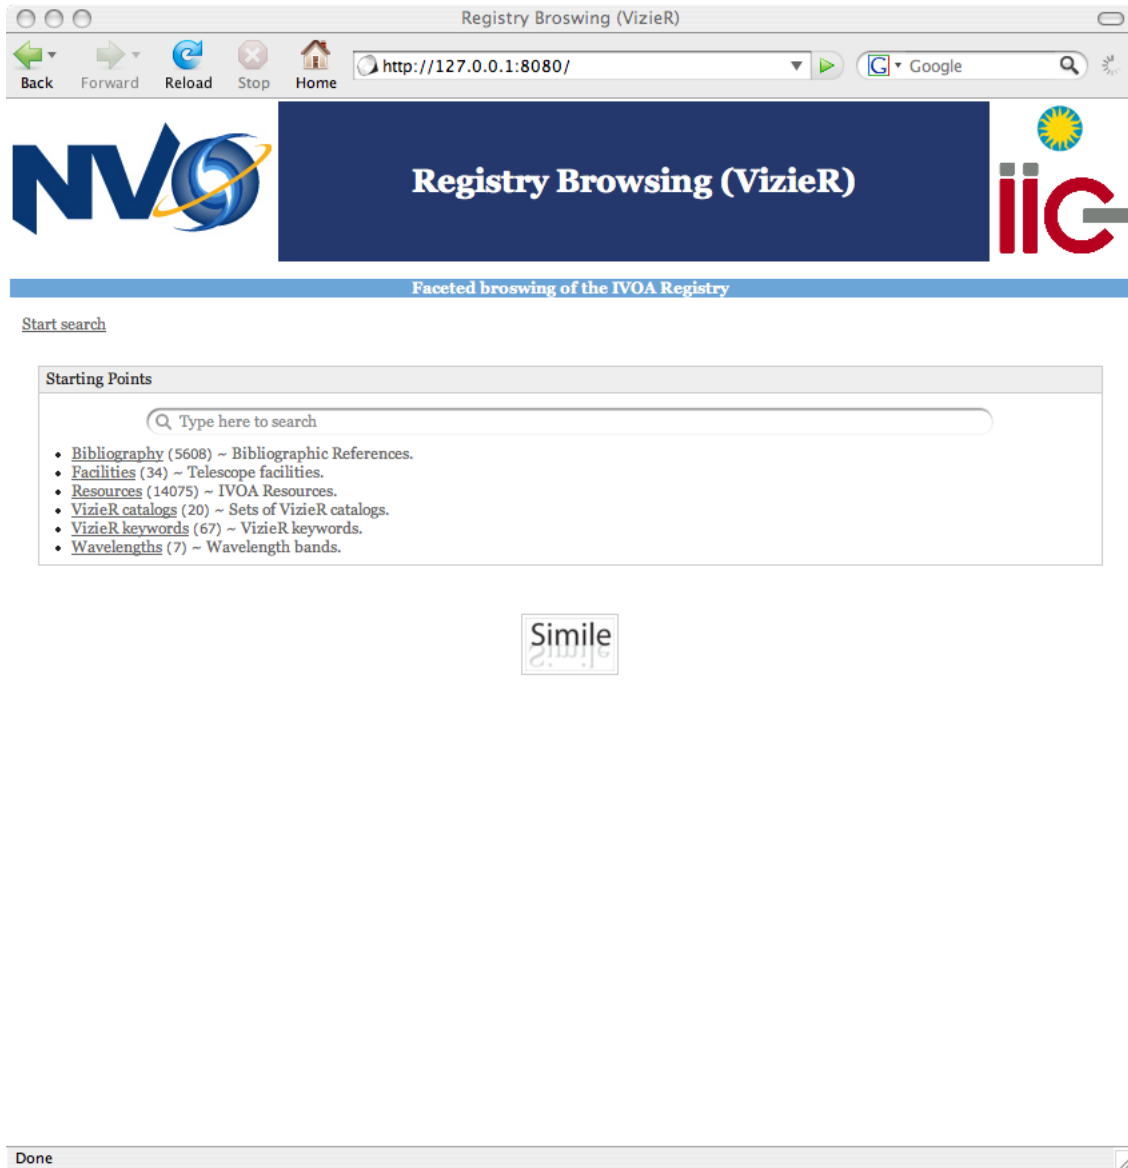 Registry Broswing (VizieR)
Back Forward Reload Stop Home http://127.0.0.1:8080/ G Google
NVO Registry Browsing (VizieR) iic
Faceted broswing of the IVOA Registry
Start search
Starting Points
Type here to search
Bibliography (5608) ~ Bibliographic References.
Facilities (34) ~ Telescope facilities.
Resources (14075) ~ IVOA Resources.
VizieR catalogs (20) ~ Sets of VizieR catalogs.
VizieR keywords (67) ~ VizieR keywords.
Wavelengths (7) ~ Wavelength bands.
Simile
Done